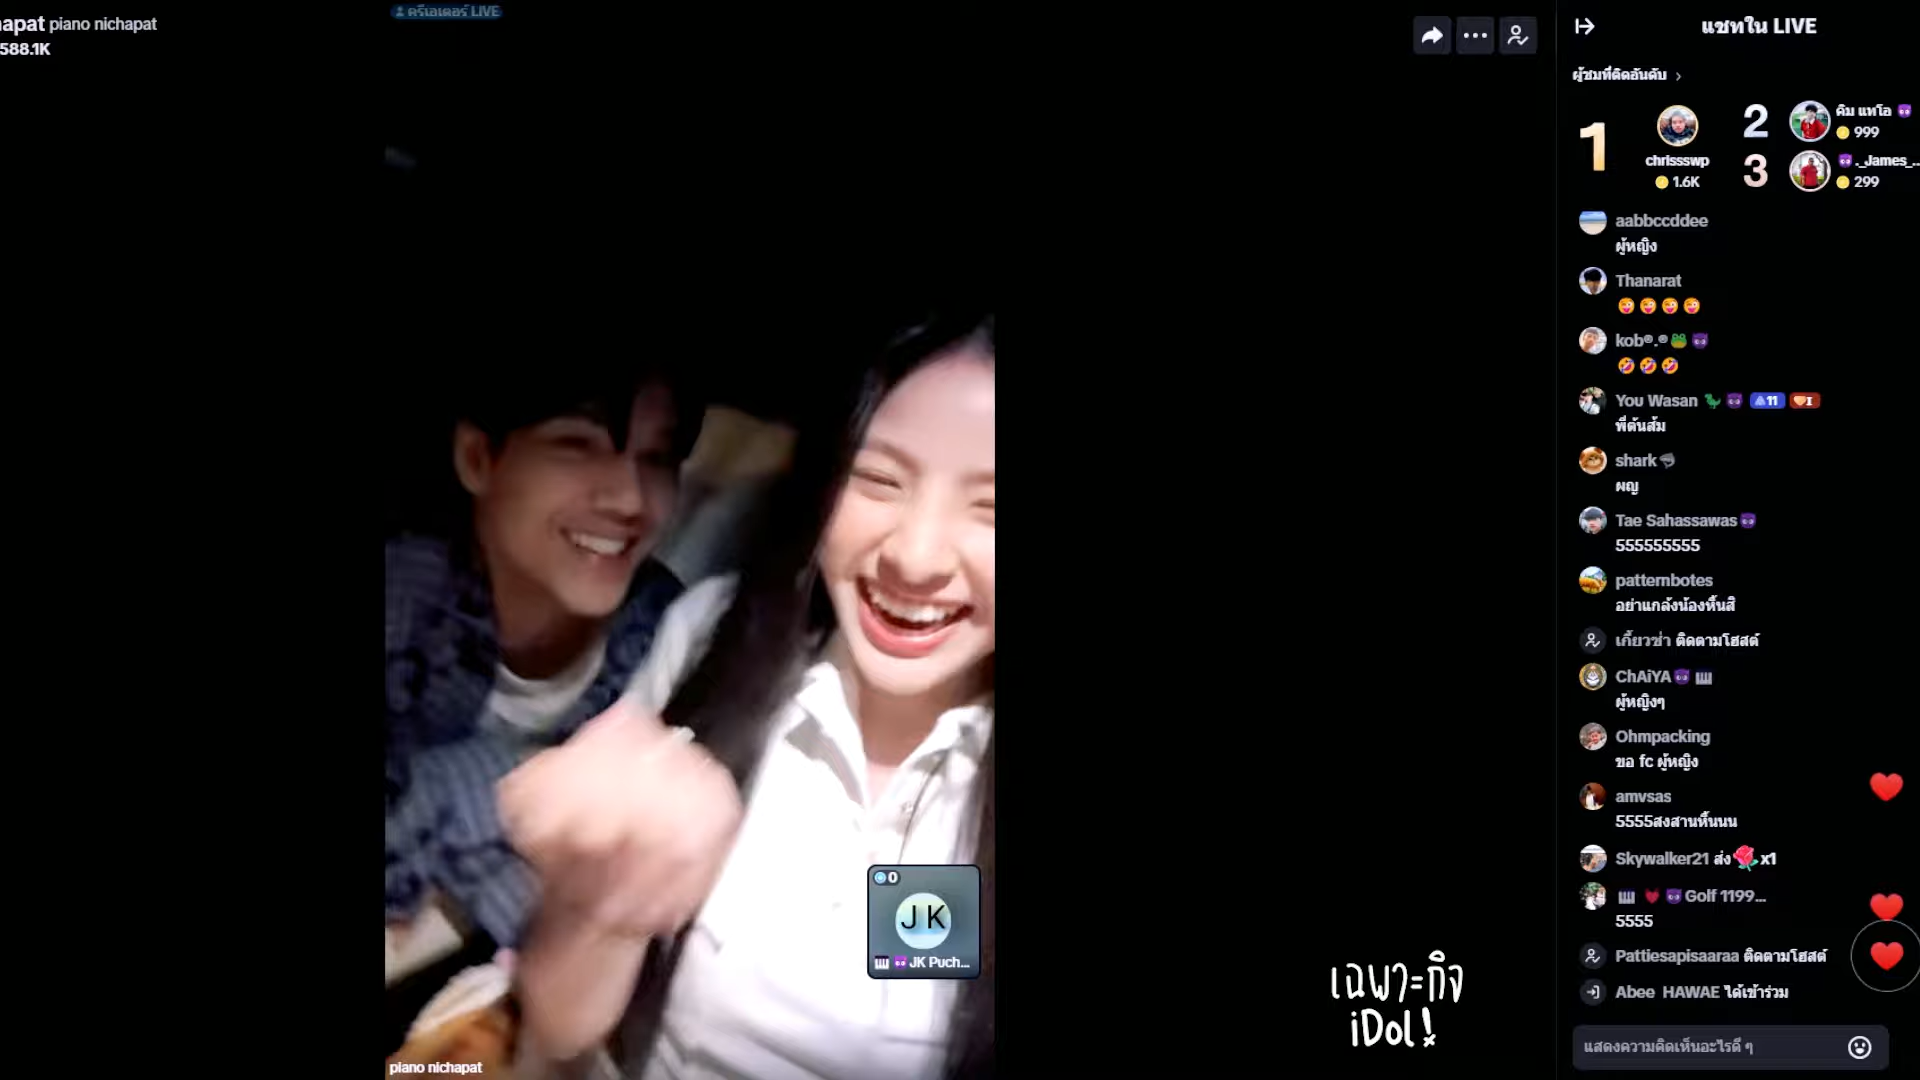 hapat piano nichapat
588.1K
ครีเอเตอร์ LIVE
แชทใน LIVE
ผู้ชมที่ติดอันดับ
1
chrissswp
1.6K
2
คิม แทโอ
999
3
._James_...
299
aabbccddee
ผู้หญิง
Thanarat
kob
You Wasan 11 I
พี่ต้นส้ม
shark
ผญ
Tae Sahassawas
555555555
patternbotes
อย่าแกล้งน้องหึ้นสิ
เกี้ยวซ่า ติดตามโฮสต์
ChAiYA
ผู้หญิงๆ
Ohmpacking
ขอ fc ผู้หญิง
amvsas
5555สงสานหึ้นนน
Skywalker21 ส่ง x1
Golf 1199...
5555
Pattiesapisaaraa ติดตามโฮสต์
Abee HAWAE ได้เข้าร่วม
แสดงความคิดเห็นอะไรดี ๆ
0
J K
JK Puch...
เฉพาะกิจ
iDol!
piano nichapat